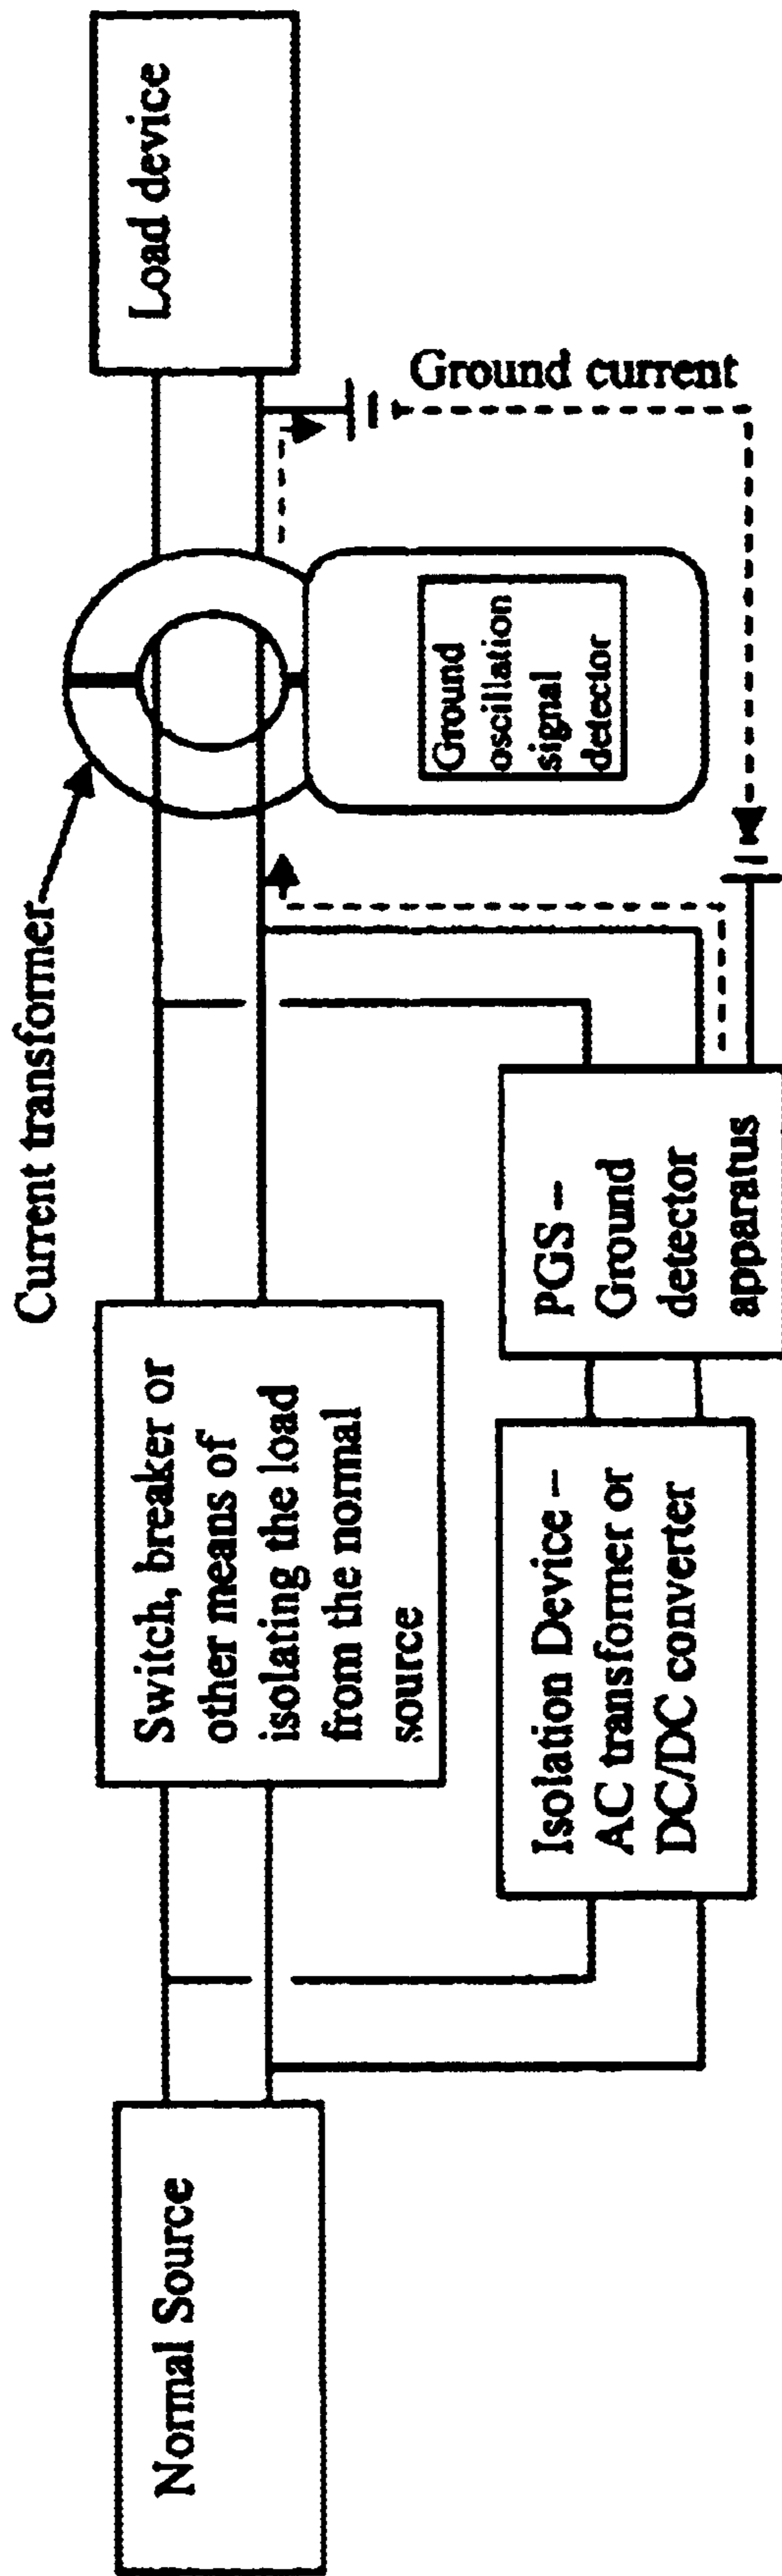 Current transformer
Load device
Ground current
Ground
oscillation
signal
detector
Switch, breaker or
other means of
isolating the load
from the normal
source
Normal Source
Isolation Device –
AC transformer or
DC/DC converter
PGS –
Ground
detector
apparatus